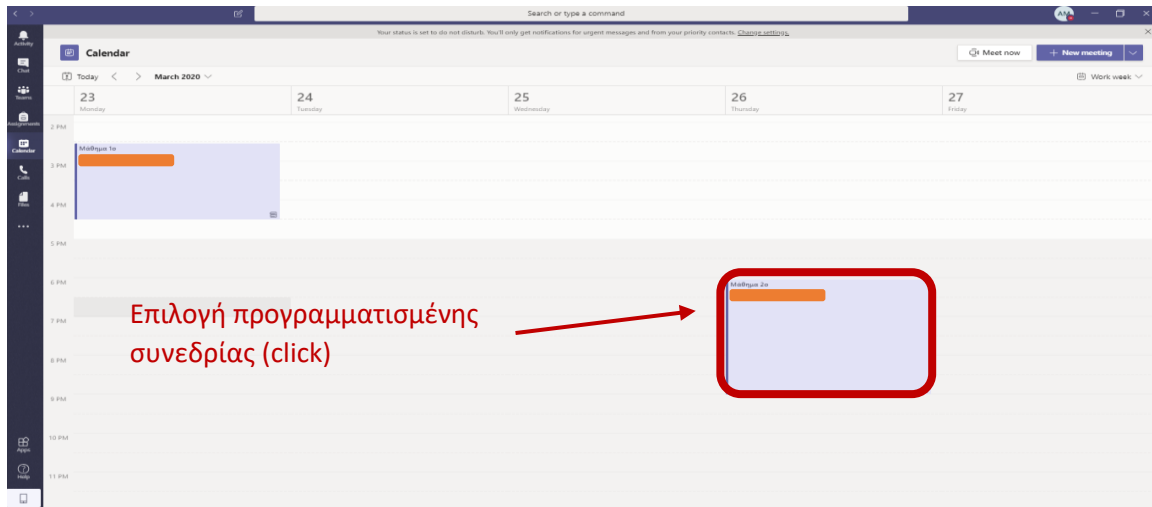 Search or type a command
AM
Your status is set to do not disturb. You'll only get notifications for urgent messages and from your priority contacts. Change settings.
Activity
Chat
Teams
Assignments
Calendar
Calls
Files
Apps
Help
Calendar
Meet now
+ New meeting
Today
March 2020
Work week
23
Monday
24
Tuesday
25
Wednesday
26
Thursday
27
Friday
2 PM
3 PM
4 PM
5 PM
6 PM
7 PM
8 PM
9 PM
10 PM
11 PM
Μάθημα 1ο
Μάθημα 2ο
Επιλογή προγραμματισμένης
συνεδρίας (click)